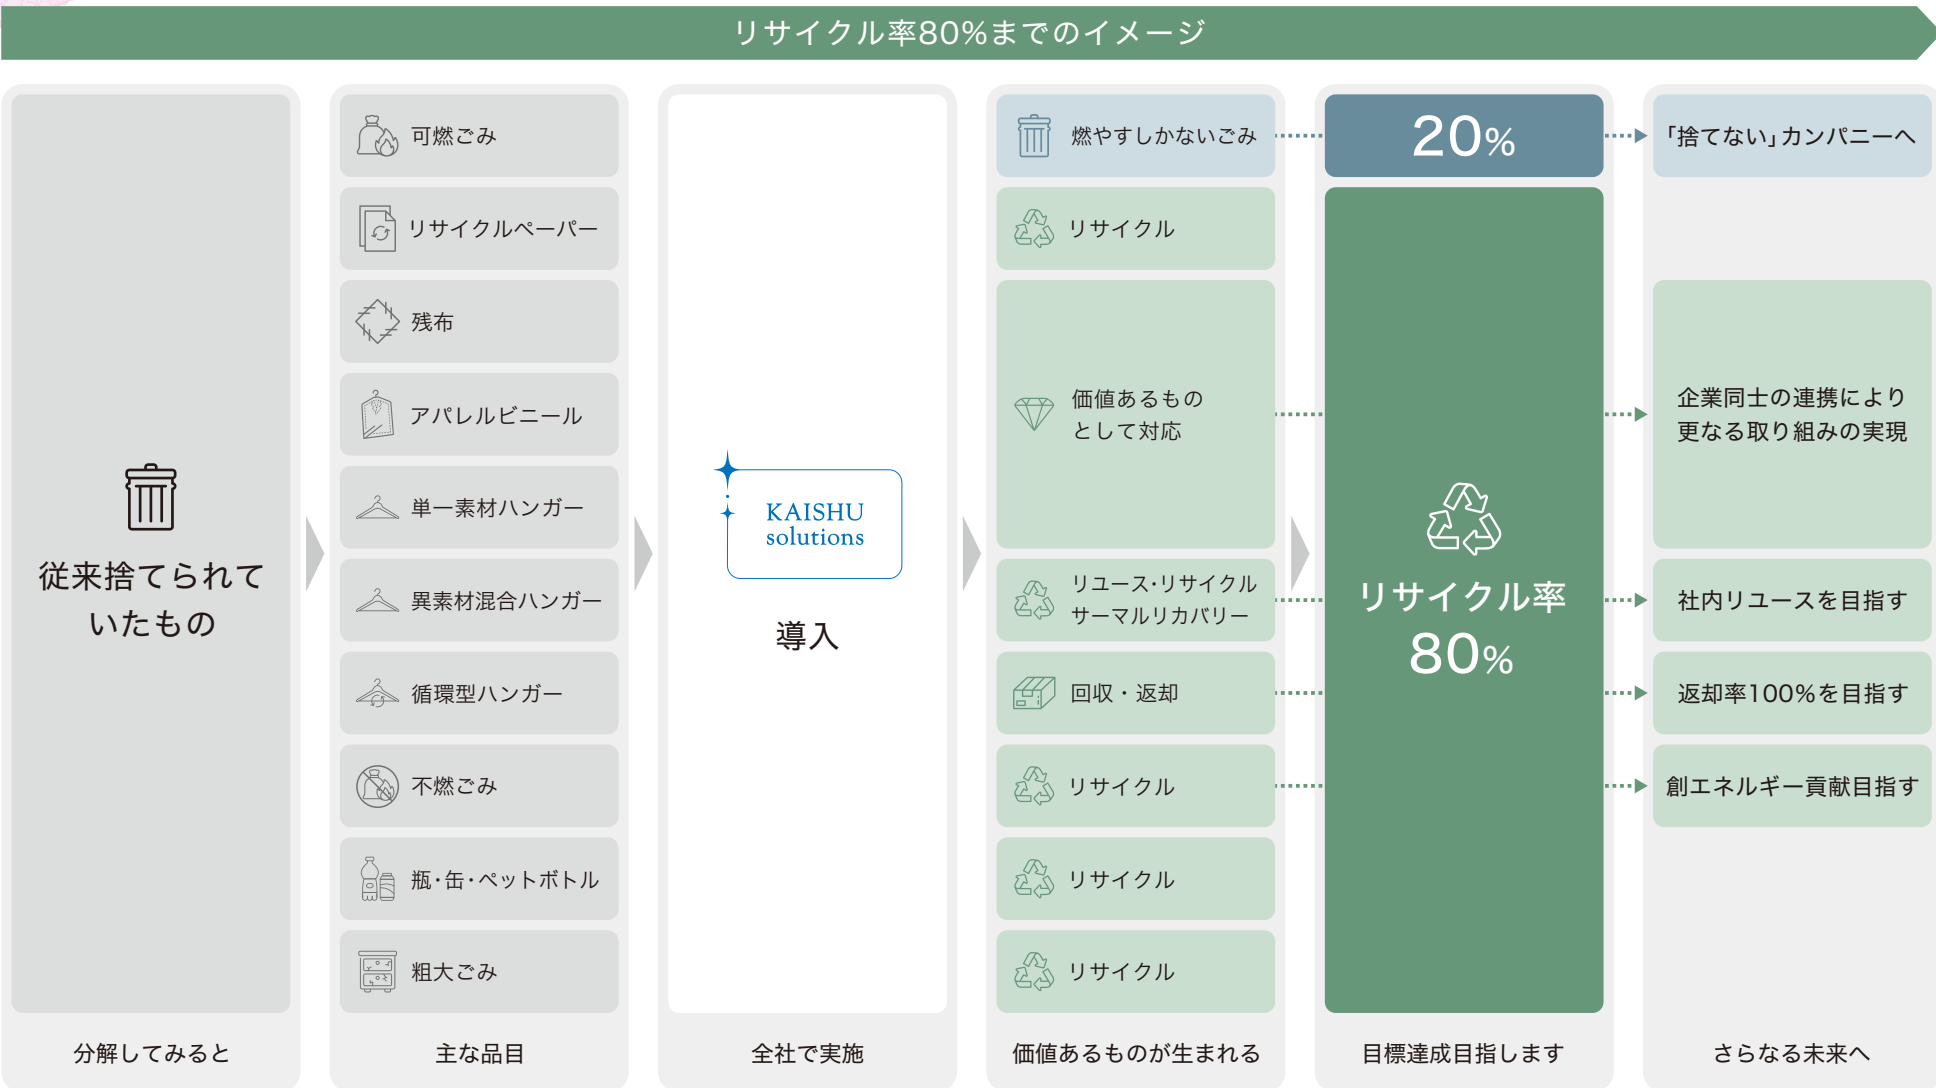 リサイクル率80%までのイメージ
従来捨てられて
いたもの
分解してみると
可燃ごみ
リサイクルペーパー
残布
アパレルビニール
単一素材ハンガー
異素材混合ハンガー
循環型ハンガー
不燃ごみ
瓶・缶・ペットボトル
粗大ごみ
主な品目
KAISHU
solutions
導入
全社で実施
燃やすしかないごみ
リサイクル
価値あるもの
として対応
リユース・リサイクル
サーマルリカバリー
回収・返却
リサイクル
リサイクル
リサイクル
価値あるものが生まれる
20%
リサイクル率
80%
目標達成目指します
「捨てない」カンパニーへ
企業同士の連携により
更なる取り組みの実現
社内リユースを目指す
返却率100%を目指す
創エネルギー貢献目指す
さらなる未来へ